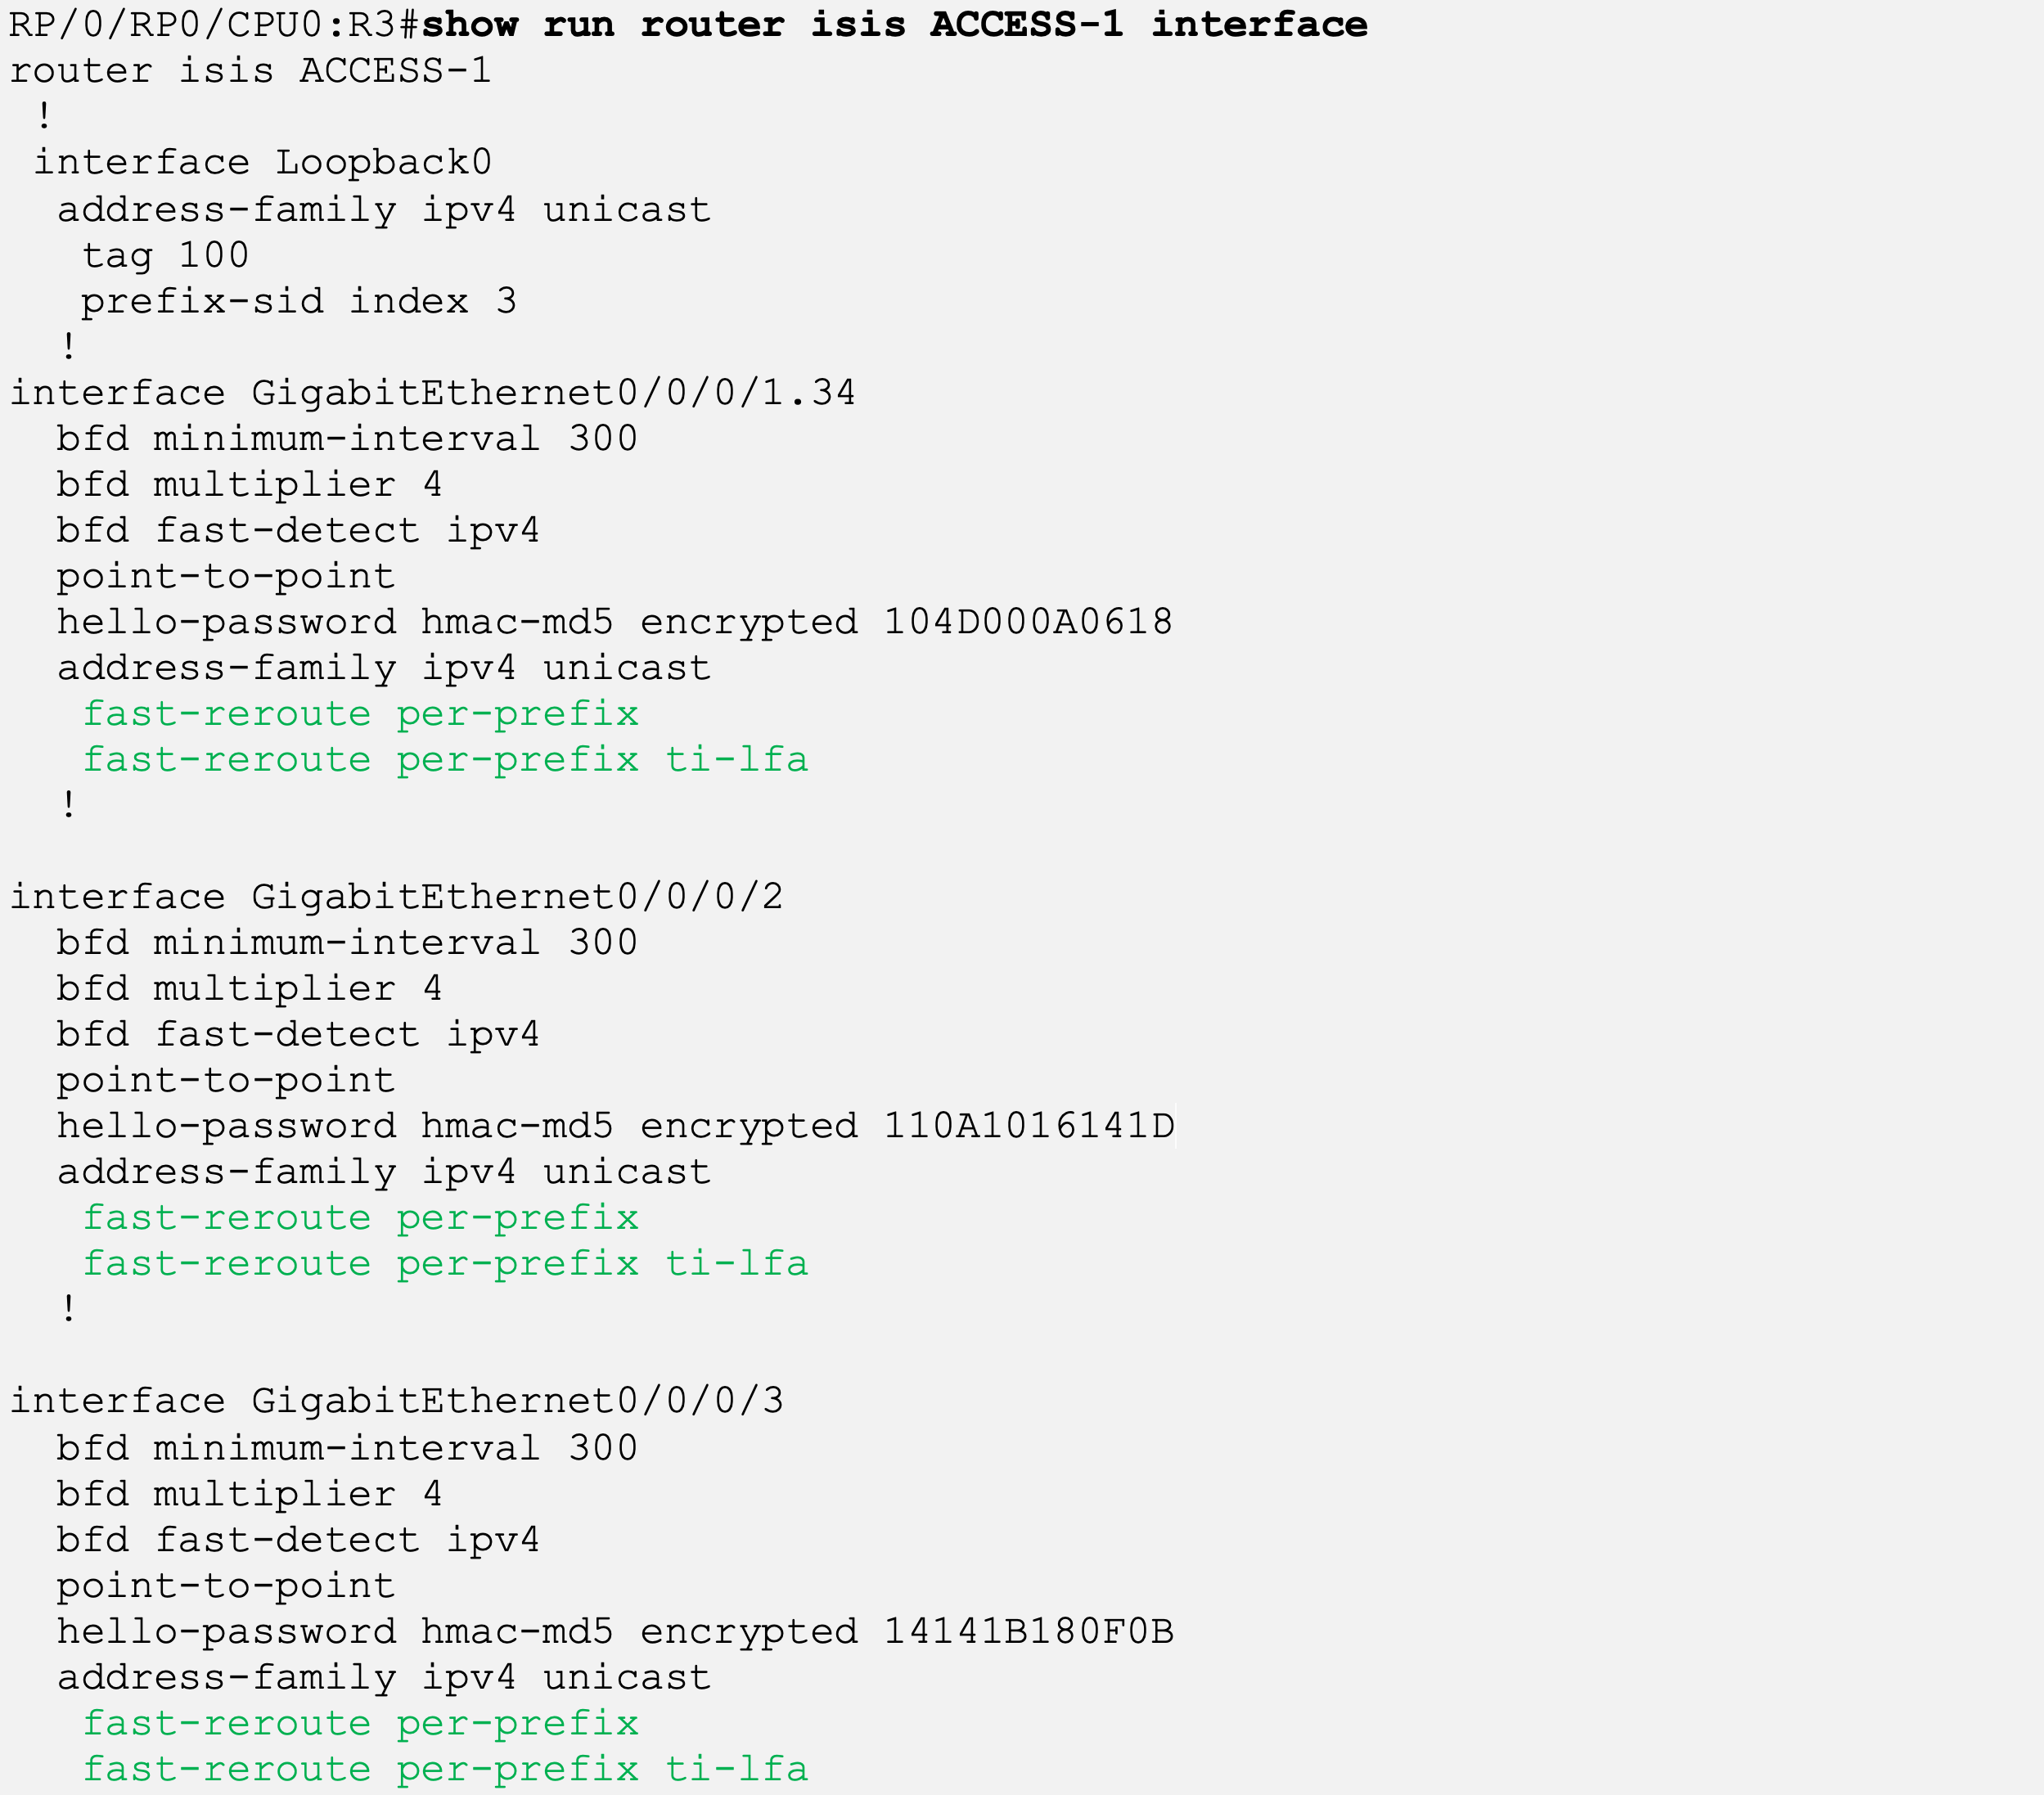 RP/0/RP0/CPU0:R3#show run router isis ACCESS-1 interface
router isis ACCESS-1
 !
 interface Loopback0
  address-family ipv4 unicast
   tag 100
   prefix-sid index 3
  !
interface GigabitEthernet0/0/0/1.34
  bfd minimum-interval 300
  bfd multiplier 4
  bfd fast-detect ipv4
  point-to-point
  hello-password hmac-md5 encrypted 104D000A0618
  address-family ipv4 unicast
   fast-reroute per-prefix
   fast-reroute per-prefix ti-lfa
  !
interface GigabitEthernet0/0/0/2
  bfd minimum-interval 300
  bfd multiplier 4
  bfd fast-detect ipv4
  point-to-point
  hello-password hmac-md5 encrypted 110A1016141D
  address-family ipv4 unicast
   fast-reroute per-prefix
   fast-reroute per-prefix ti-lfa
  !
interface GigabitEthernet0/0/0/3
  bfd minimum-interval 300
  bfd multiplier 4
  bfd fast-detect ipv4
  point-to-point
  hello-password hmac-md5 encrypted 14141B180F0B
  address-family ipv4 unicast
   fast-reroute per-prefix
   fast-reroute per-prefix ti-lfa